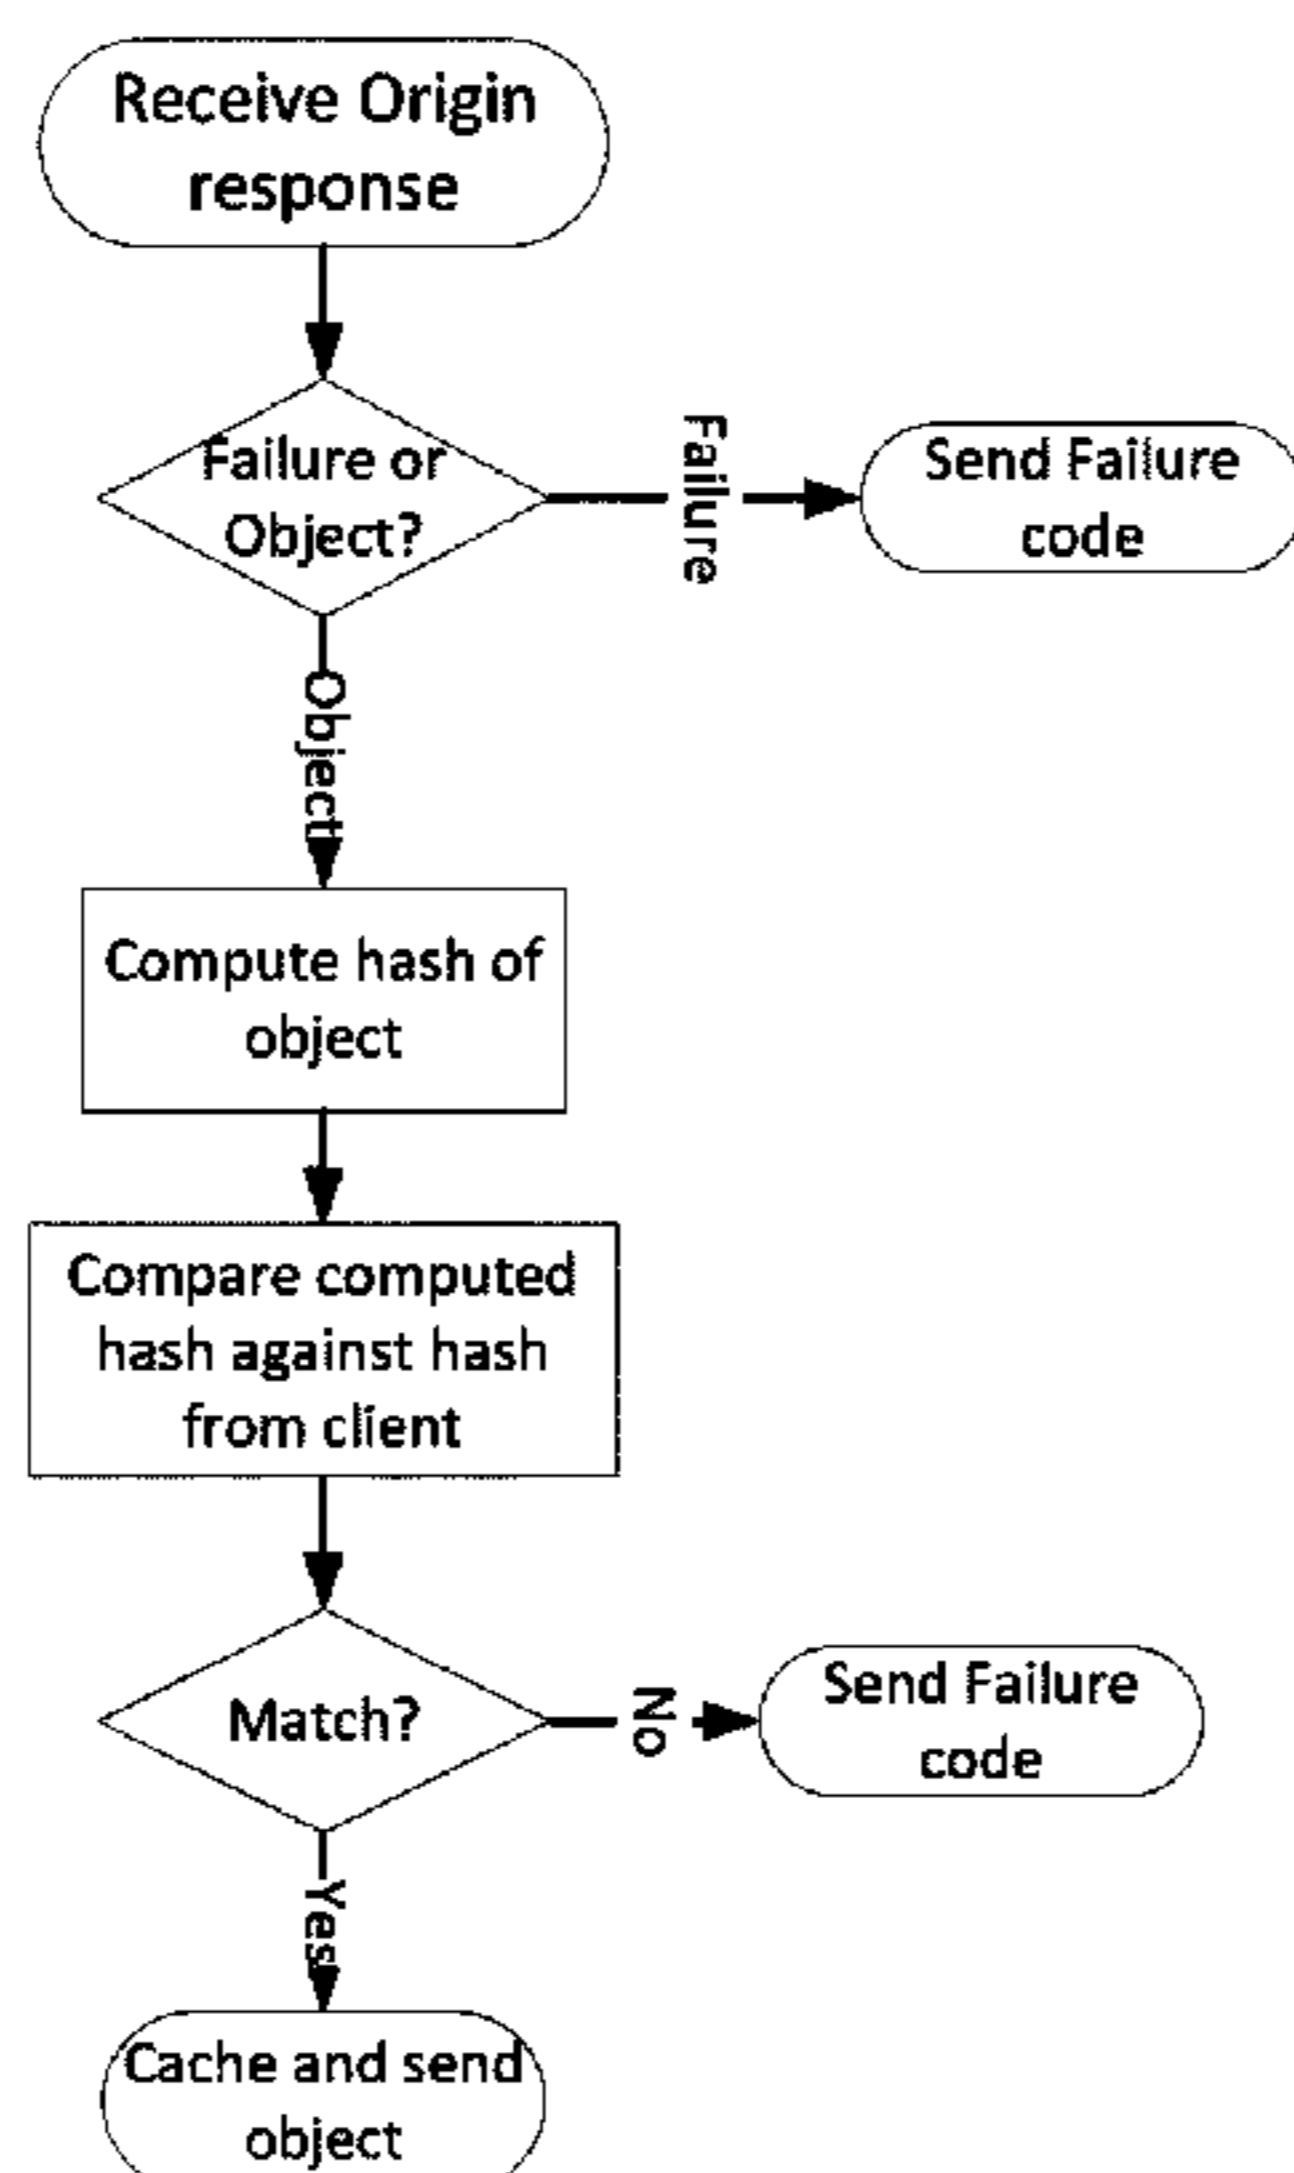 Receive Origin
response
Failure or
Object?
Failure
Send Failure
code
Object
Compute hash of
object
Compare computed
hash against hash
from client
Match?
No
Send Failure
code
Yes
Cache and send
object